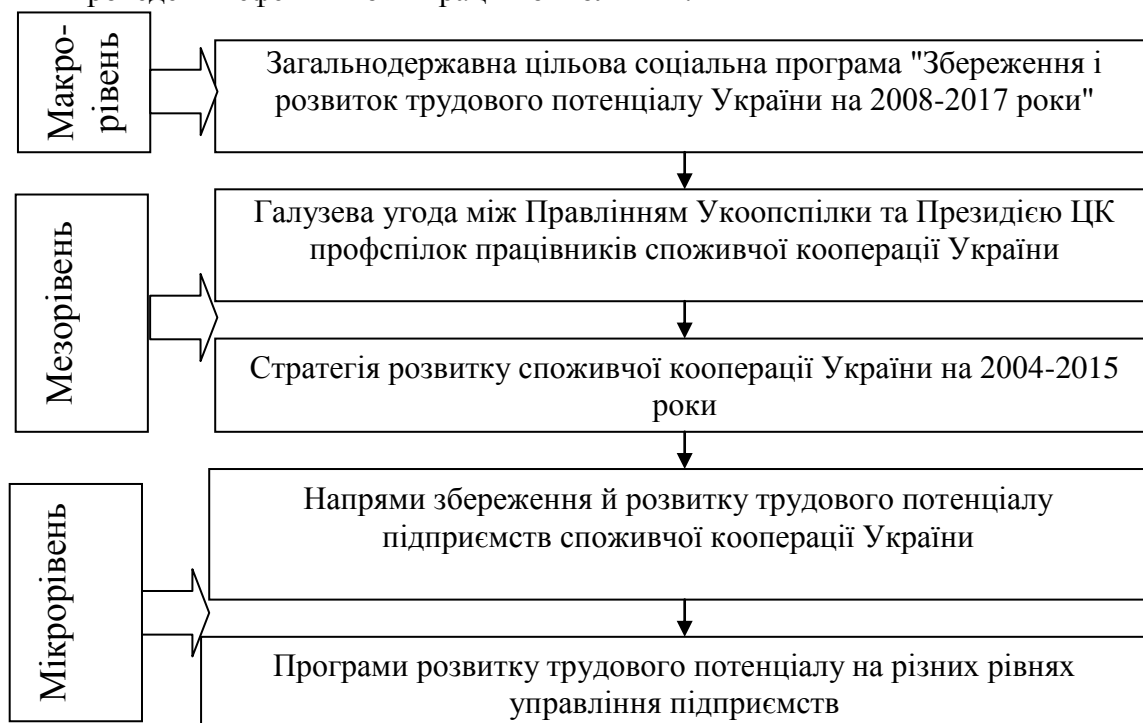 Макро-
рівень
Загальнодержавна цільова соціальна програма "Збереження і
розвиток трудового потенціалу України на 2008-2017 роки"
Мезорівень
Галузева угода між Правлінням Укоопспілки та Президією ЦК
профспілок працівників споживчої кооперації України
Стратегія розвитку споживчої кооперації України на 2004-2015
роки
Мікрорівень
Напрями збереження й розвитку трудового потенціалу
підприємств споживчої кооперації України
Програми розвитку трудового потенціалу на різних рівнях
управління підприємств